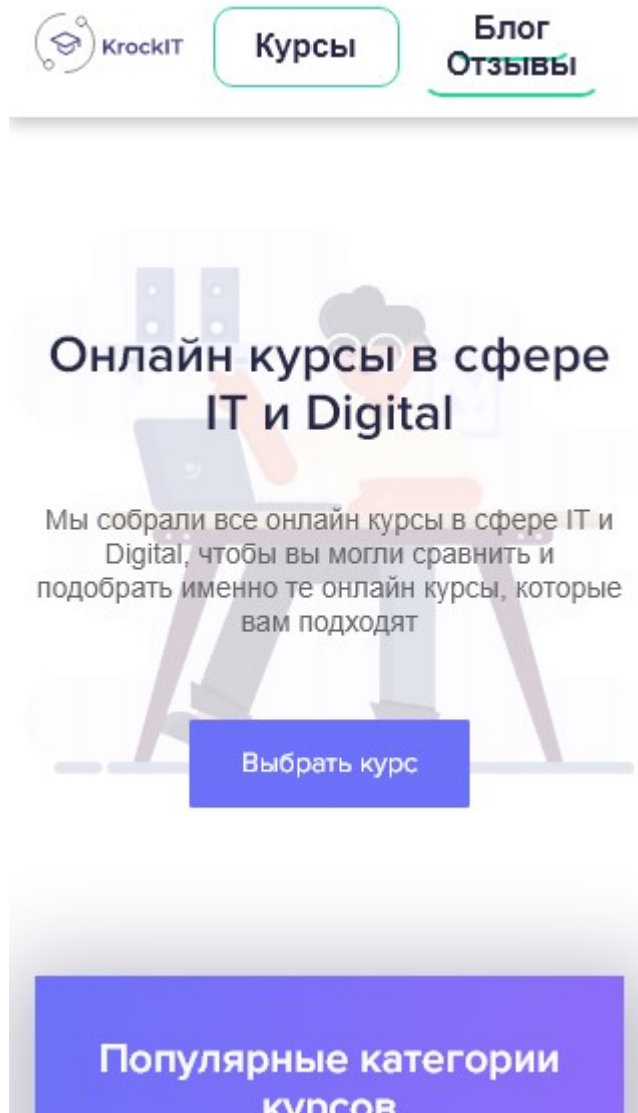 KrockIT
Курсы
Блог
Отзывы
Онлайн курсы в сфере
IT и Digital
Мы собрали все онлайн курсы в сфере IT и
Digital, чтобы вы могли сравнить и
подобрать именно те онлайн курсы, которые
вам подходят
Выбрать курс
Популярные категории
курсов